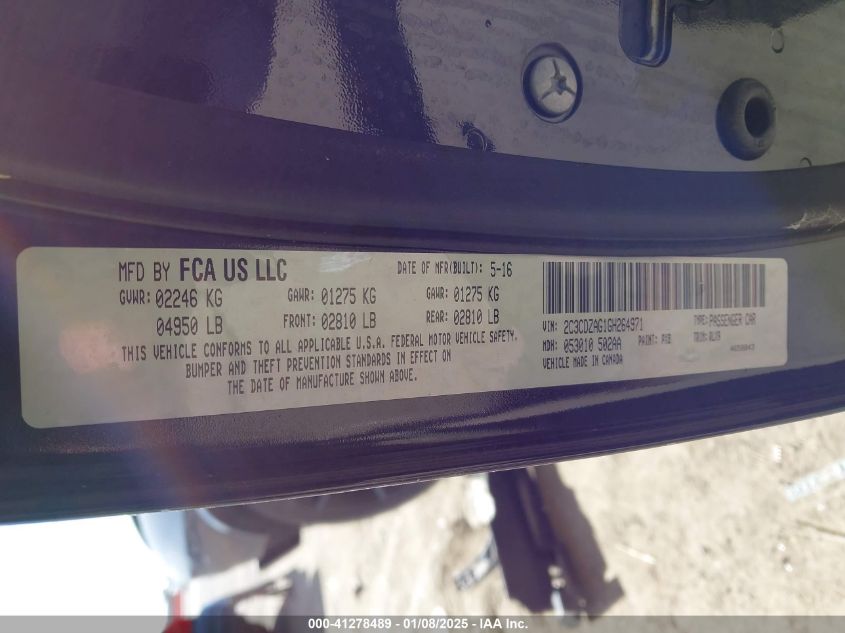 MFD BY FCA US LLC DATE OF MFR(BUILT): 5-16
GVWR: 02246 KG GAWR: 01275 KG GAWR: 01275 KG
04950 LB FRONT: 02810 LB REAR: 02810 LB
THIS VEHICLE CONFORMS TO ALL APPLICABLE U.S.A. FEDERAL MOTOR VEHICLE SAFETY,
BUMPER AND THEFT PREVENTION STANDARDS IN EFFECT ON
THE DATE OF MANUFACTURE SHOWN ABOVE.
VIN: 2C3CDZAG1GH264971 TYPE: PASSENGER CAR
MDH: 053010 502AA PAINT: PXB TRIM:
VEHICLE MADE IN CANADA
000-41278489 - 01/08/2025 - © IAA Inc.